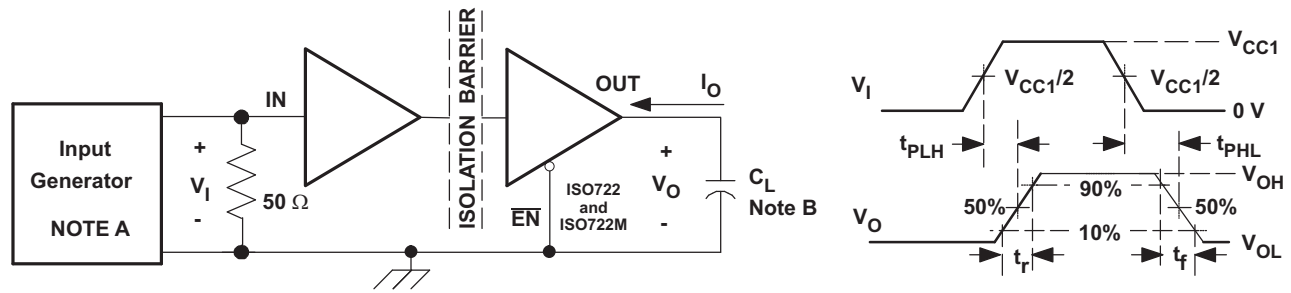 Input
Generator
NOTE A
IN
+
V_I
-
50 Ω
ISOLATION BARRIER
OUT
I_O
EN
ISO722
and
ISO722M
+
V_O
-
C_L
Note B
V_I
V_CC1/2
V_CC1/2
V_CC1
0 V
t_PLH
t_PHL
V_O
50%
90%
10%
50%
V_OH
V_OL
t_r
t_f